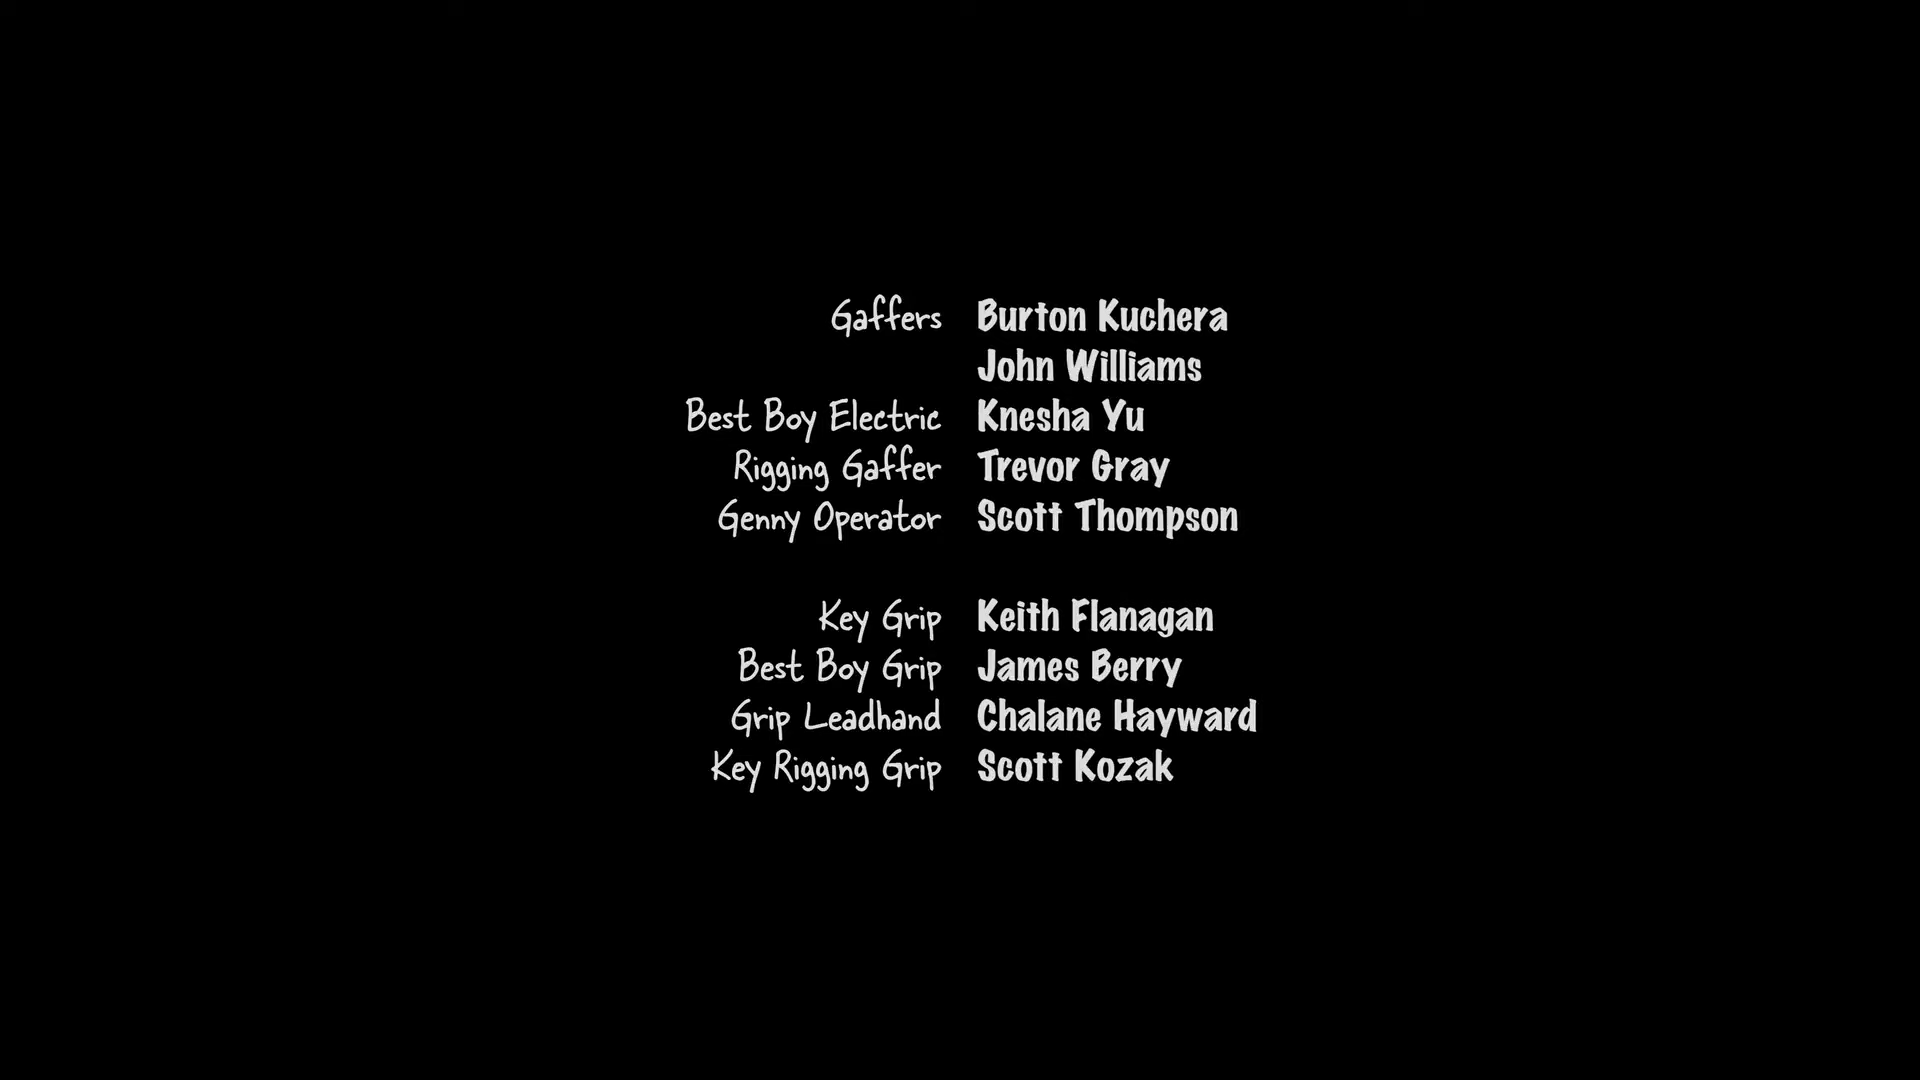 Gaffers Burton Kuchera
John Williams
Best Boy Electric Knesha Yu
Rigging Gaffer Trevor Gray
Genny Operator Scott Thompson
Key Grip Keith Flanagan
Best Boy Grip James Berry
Grip Leadhand Chalane Hayward
Key Rigging Grip Scott Kozak